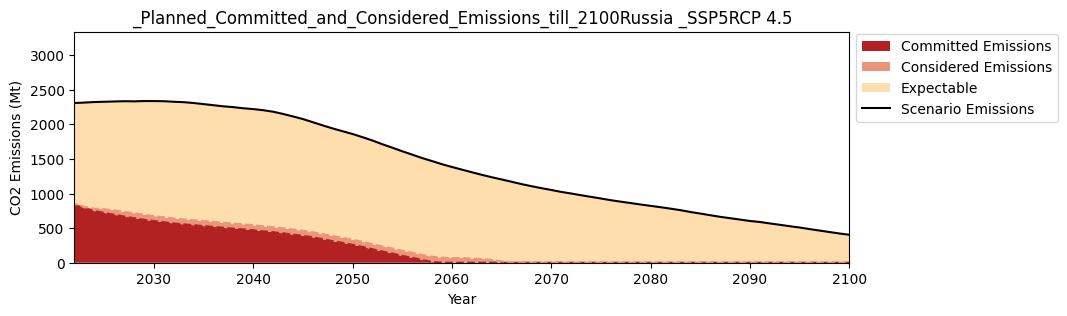 _Planned_Committed_and_Considered_Emissions_till_2100Russia _SSP5RCP 4.5
CO2 Emissions (Mt)
3000
2500
2000
1500
1000
500
0
2030 2040 2050 2060 2070 2080 2090 2100
Year
Committed Emissions
Considered Emissions
Expectable
Scenario Emissions